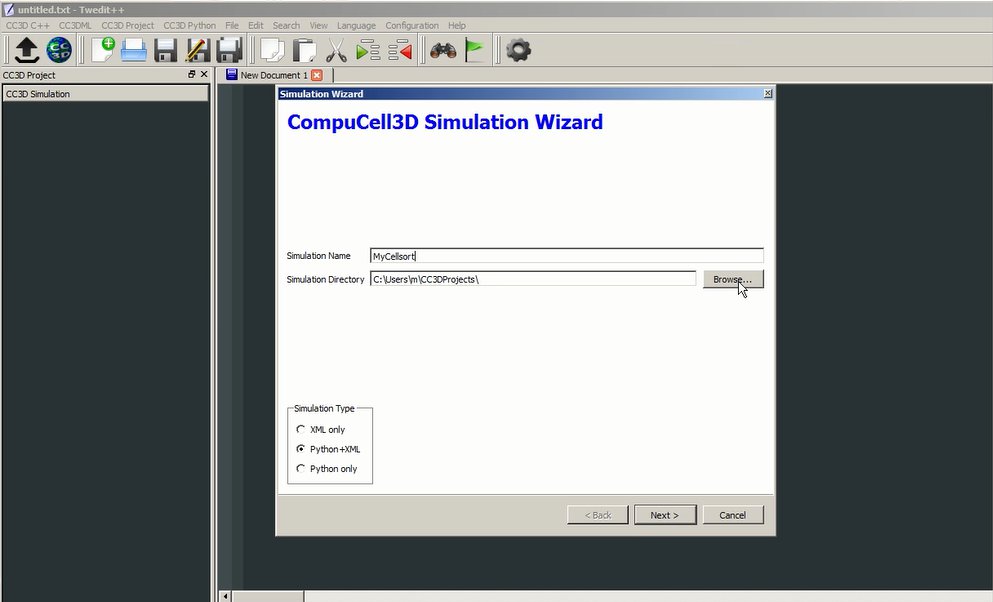 untitled.txt - Twedit++
CC3D C++ CC3DML CC3D Project CC3D Python File Edit Search View Language Configuration Help
CC3D
CC3D Project
New Document 1
CC3D Simulation
Simulation Wizard
CompuCell3D Simulation Wizard
Simulation Name MyCellsort
Simulation Directory C:\Users\m\CC3DProjects\ Browse...
Simulation Type
XML only
Python+XML
Python only
< Back Next > Cancel